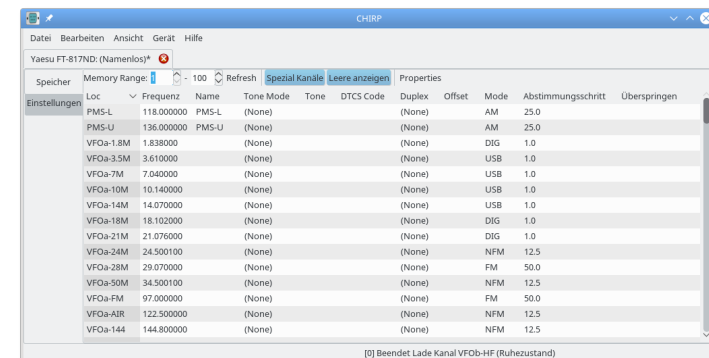 CHIRP
Datei Bearbeiten Ansicht Gerät Hilfe
Yaesu FT-817ND: (Namenlos)*
Speicher
Einstellungen
Memory Range: 1 - 100 Refresh Spezial Kanäle Leere anzeigen Properties
Loc Frequenz Name Tone Mode Tone DTCS Code Duplex Offset Mode Abstimmungsschritt Überspringen
PMS-L 118.000000 PMS-L (None) (None) AM 25.0
PMS-U 136.000000 PMS-U (None) (None) AM 25.0
VFOa-1.8M 1.838000 (None) (None) DIG 1.0
VFOa-3.5M 3.610000 (None) (None) USB 1.0
VFOa-7M 7.040000 (None) (None) USB 1.0
VFOa-10M 10.140000 (None) (None) USB 1.0
VFOa-14M 14.070000 (None) (None) USB 1.0
VFOa-18M 18.102000 (None) (None) DIG 1.0
VFOa-21M 21.076000 (None) (None) DIG 1.0
VFOa-24M 24.500100 (None) (None) NFM 12.5
VFOa-28M 29.070000 (None) (None) FM 50.0
VFOa-50M 34.500100 (None) (None) NFM 12.5
VFOa-FM 97.000000 (None) (None) FM 50.0
VFOa-AIR 122.500000 (None) (None) NFM 12.5
VFOa-144 144.800000 (None) (None) NFM 12.5
[0] Beendet Lade Kanal VFOb-HF (Ruhezustand)